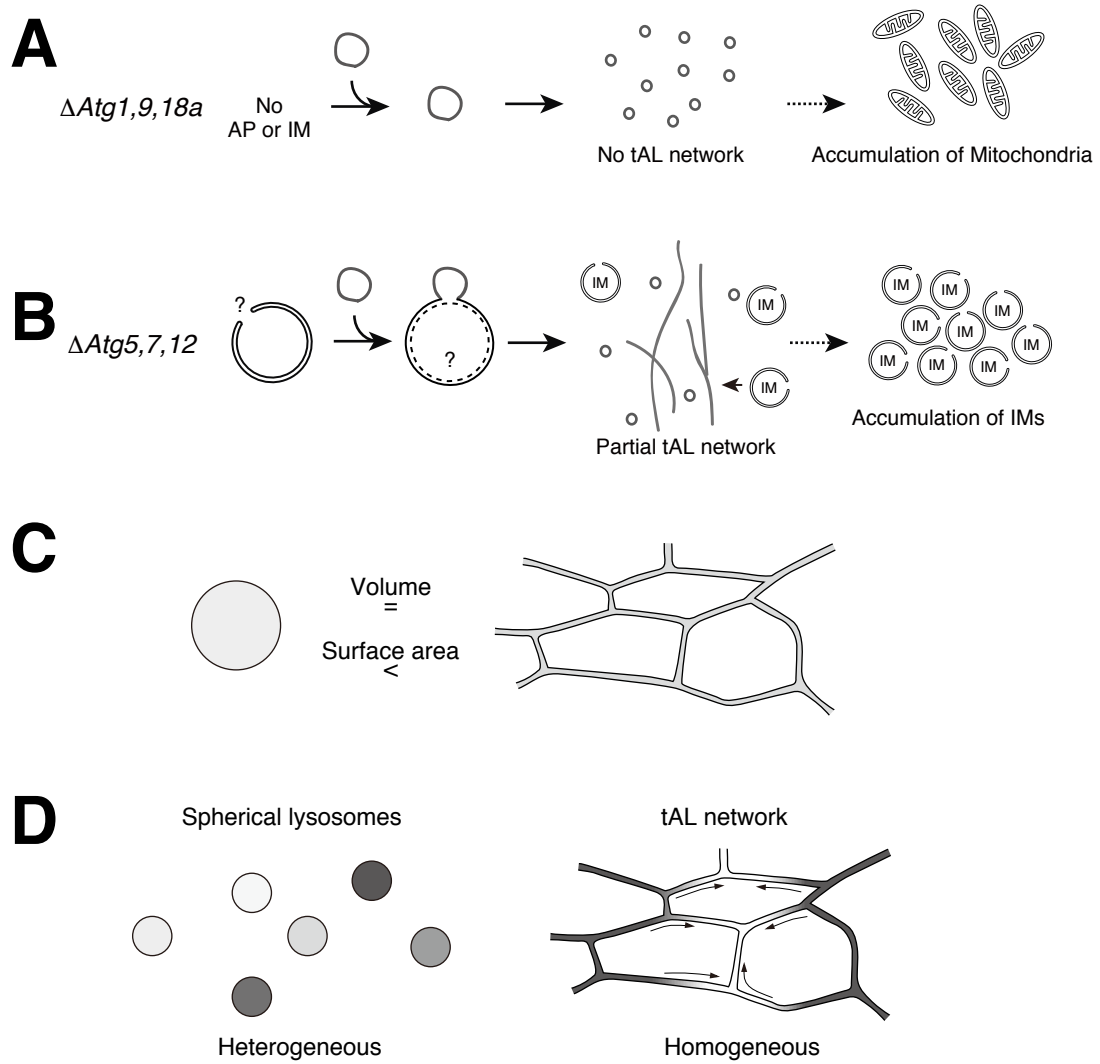 A
ΔAtg1,9,18a
No
AP or IM
No tAL network
Accumulation of Mitochondria
B
ΔAtg5,7,12
?
?
IM
IM
IM
Partial tAL network
IM
IM
IM
IM
IM
IM
IM
IM
IM
Accumulation of IMs
C
Volume
=
Surface area
<
D
Spherical lysosomes
tAL network
Heterogeneous
Homogeneous